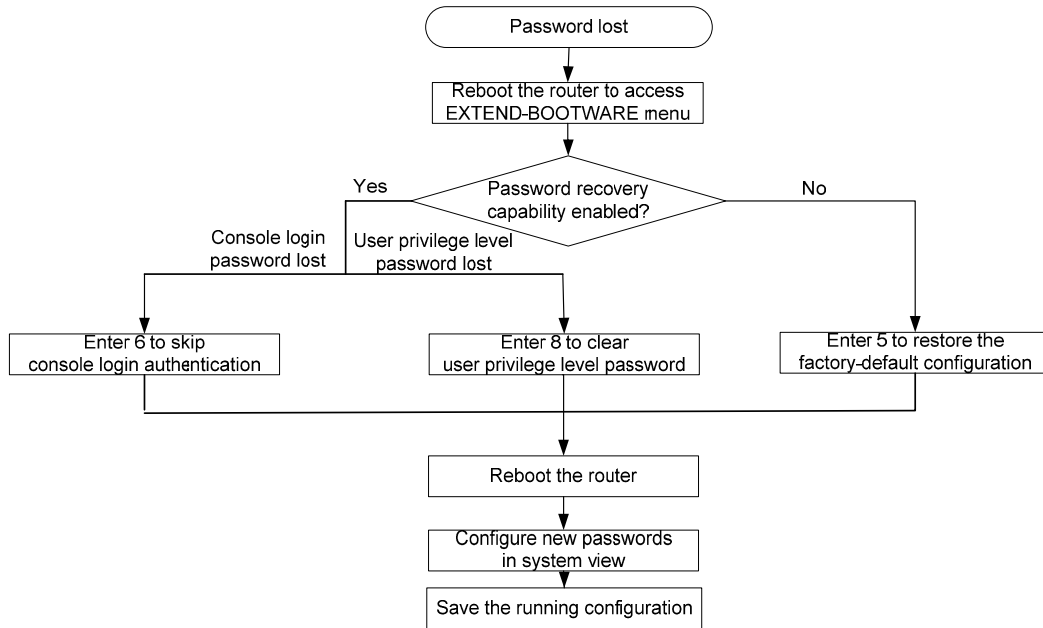 Password lost
Reboot the router to access
EXTEND-BOOTWARE menu
Yes
Password recovery
capability enabled?
No
Console login
password lost
User privilege level
password lost
Enter 6 to skip
console login authentication
Enter 8 to clear
user privilege level password
Enter 5 to restore the
factory-default configuration
Reboot the router
Configure new passwords
in system view
Save the running configuration